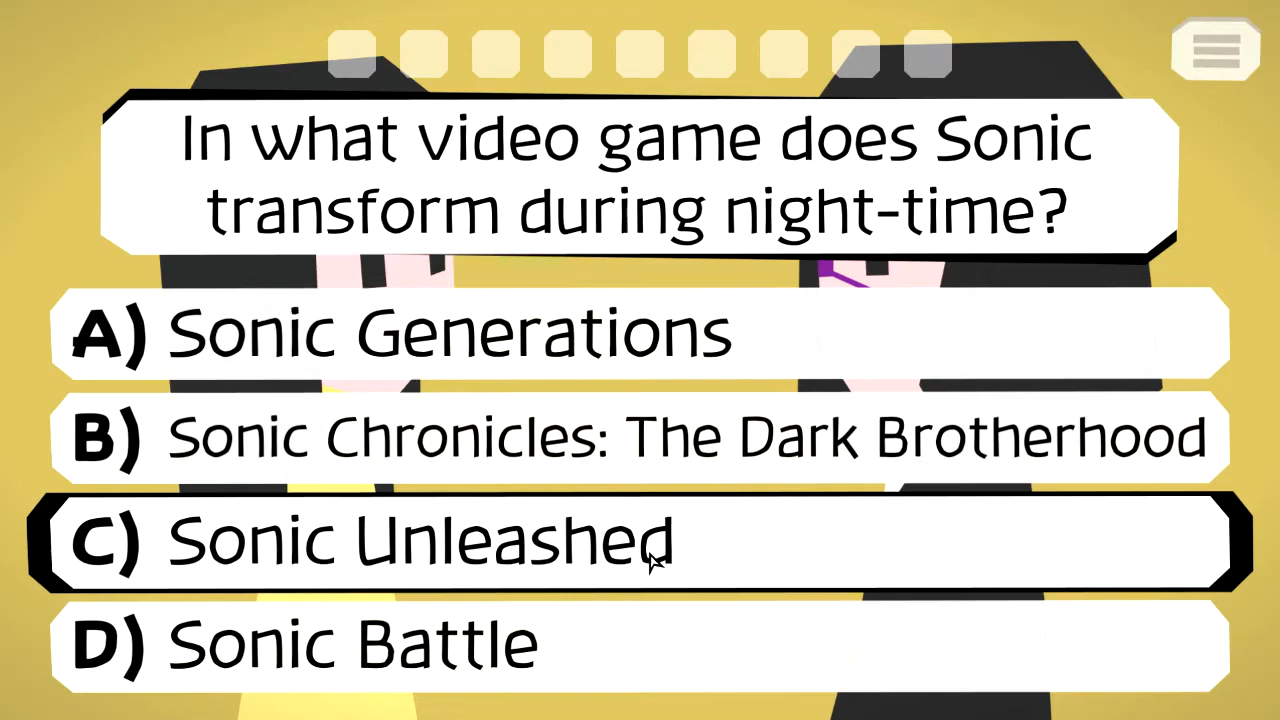 In what video game does Sonic
transform during night-time?
A) Sonic Generations
B) Sonic Chronicles: The Dark Brotherhood
C) Sonic Unleashed
D) Sonic Battle